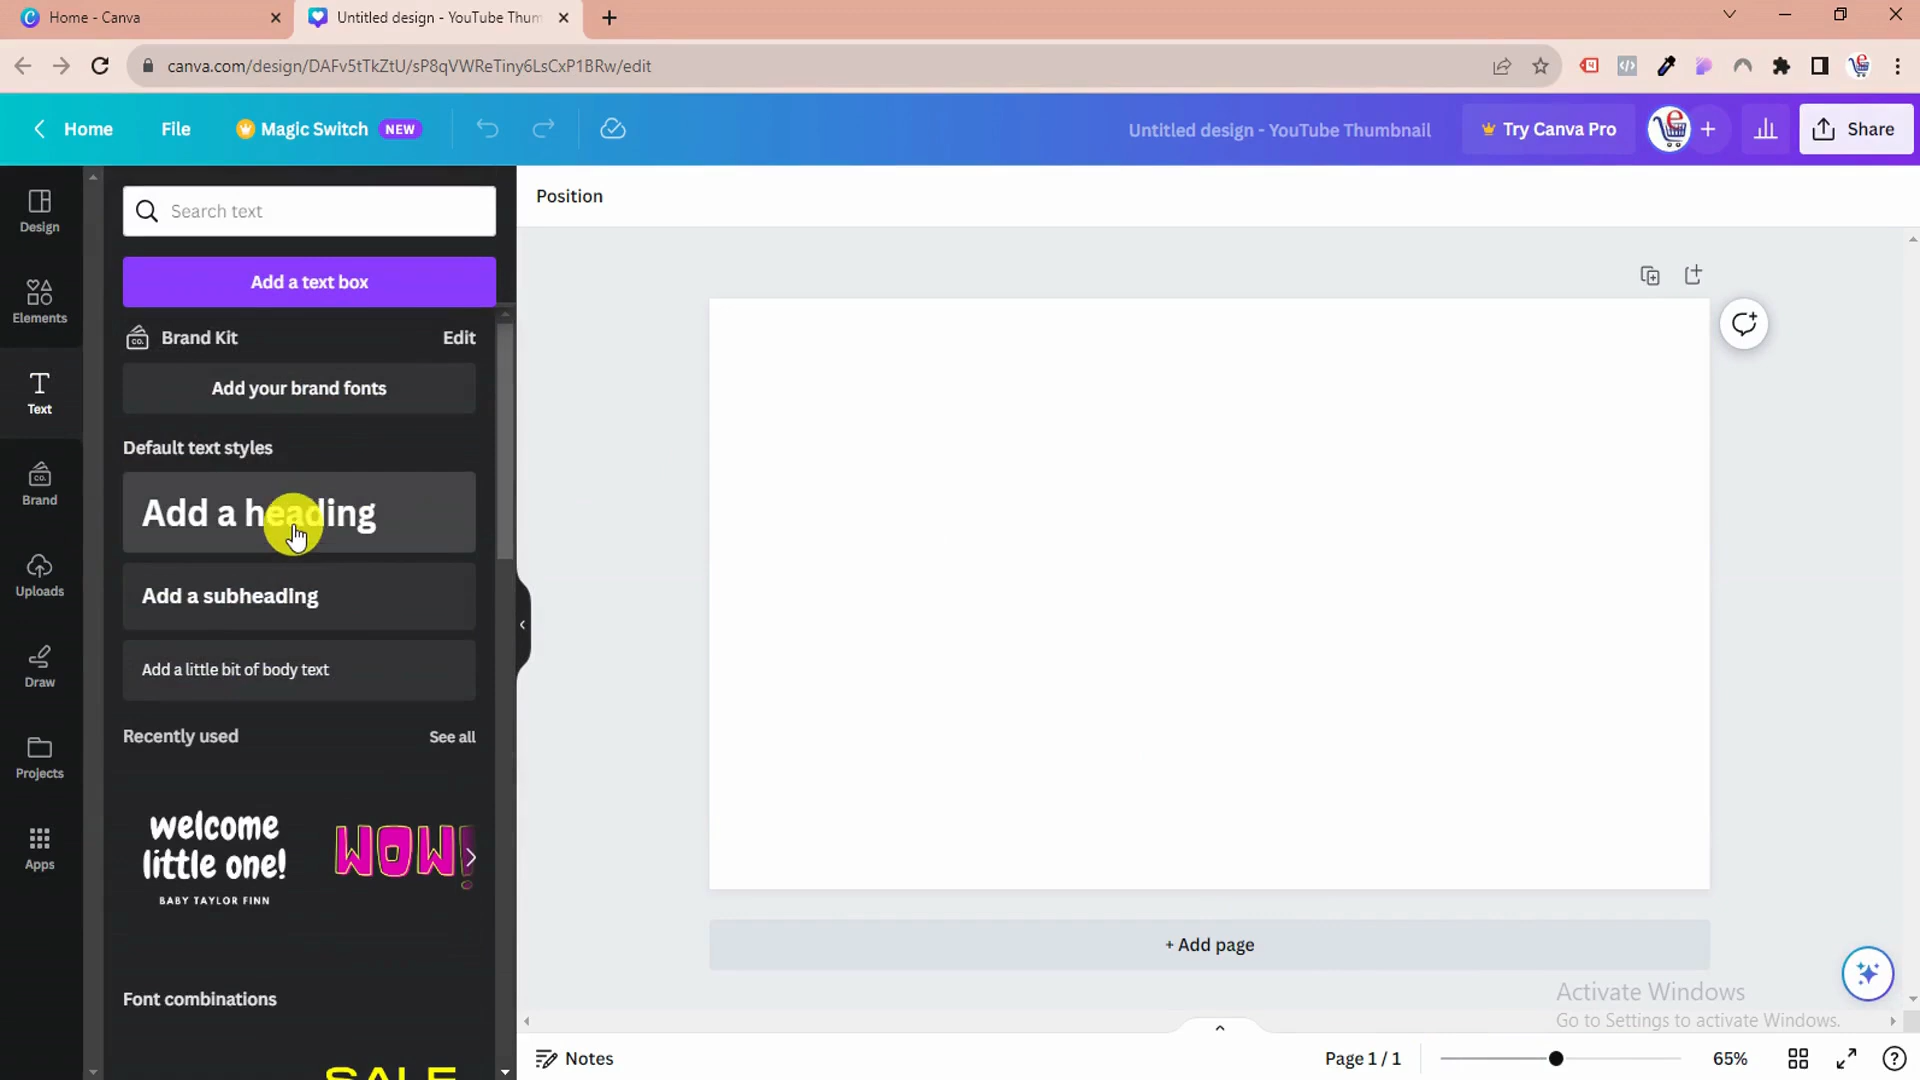 Home - Canva
Untitled design - YouTube Thum
canva.com/design/DAFv5tTkZtU/sP8qVWReTiny6LsCxP1BRw/edit
Home
File
Magic Switch
NEW
Untitled design - YouTube Thumbnail
Try Canva Pro
Share
Design
Elements
Text
Brand
Uploads
Draw
Projects
Apps
Search text
Add a text box
CO.
Brand Kit
Edit
Add your brand fonts
Default text styles
Add a heading
Add a subheading
Add a little bit of body text
Recently used
See all
welcome
little one!
BABY TAYLOR FINN
WOW!
Font combinations
SALE
Position
+ Add page
Activate Windows
Go to Settings to activate Windows.
Notes
Page 1 / 1
65%